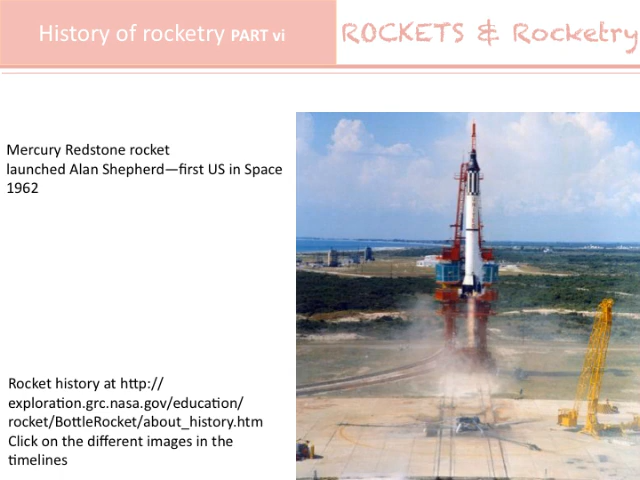 History of rocketry PART vi
ROCKETS & Rocketry
Mercury Redstone rocket
launched Alan Shepherd—first US in Space
1962
Rocket history at http://
exploration.grc.nasa.gov/education/
rocket/BottleRocket/about_history.htm
Click on the different images in the
timelines